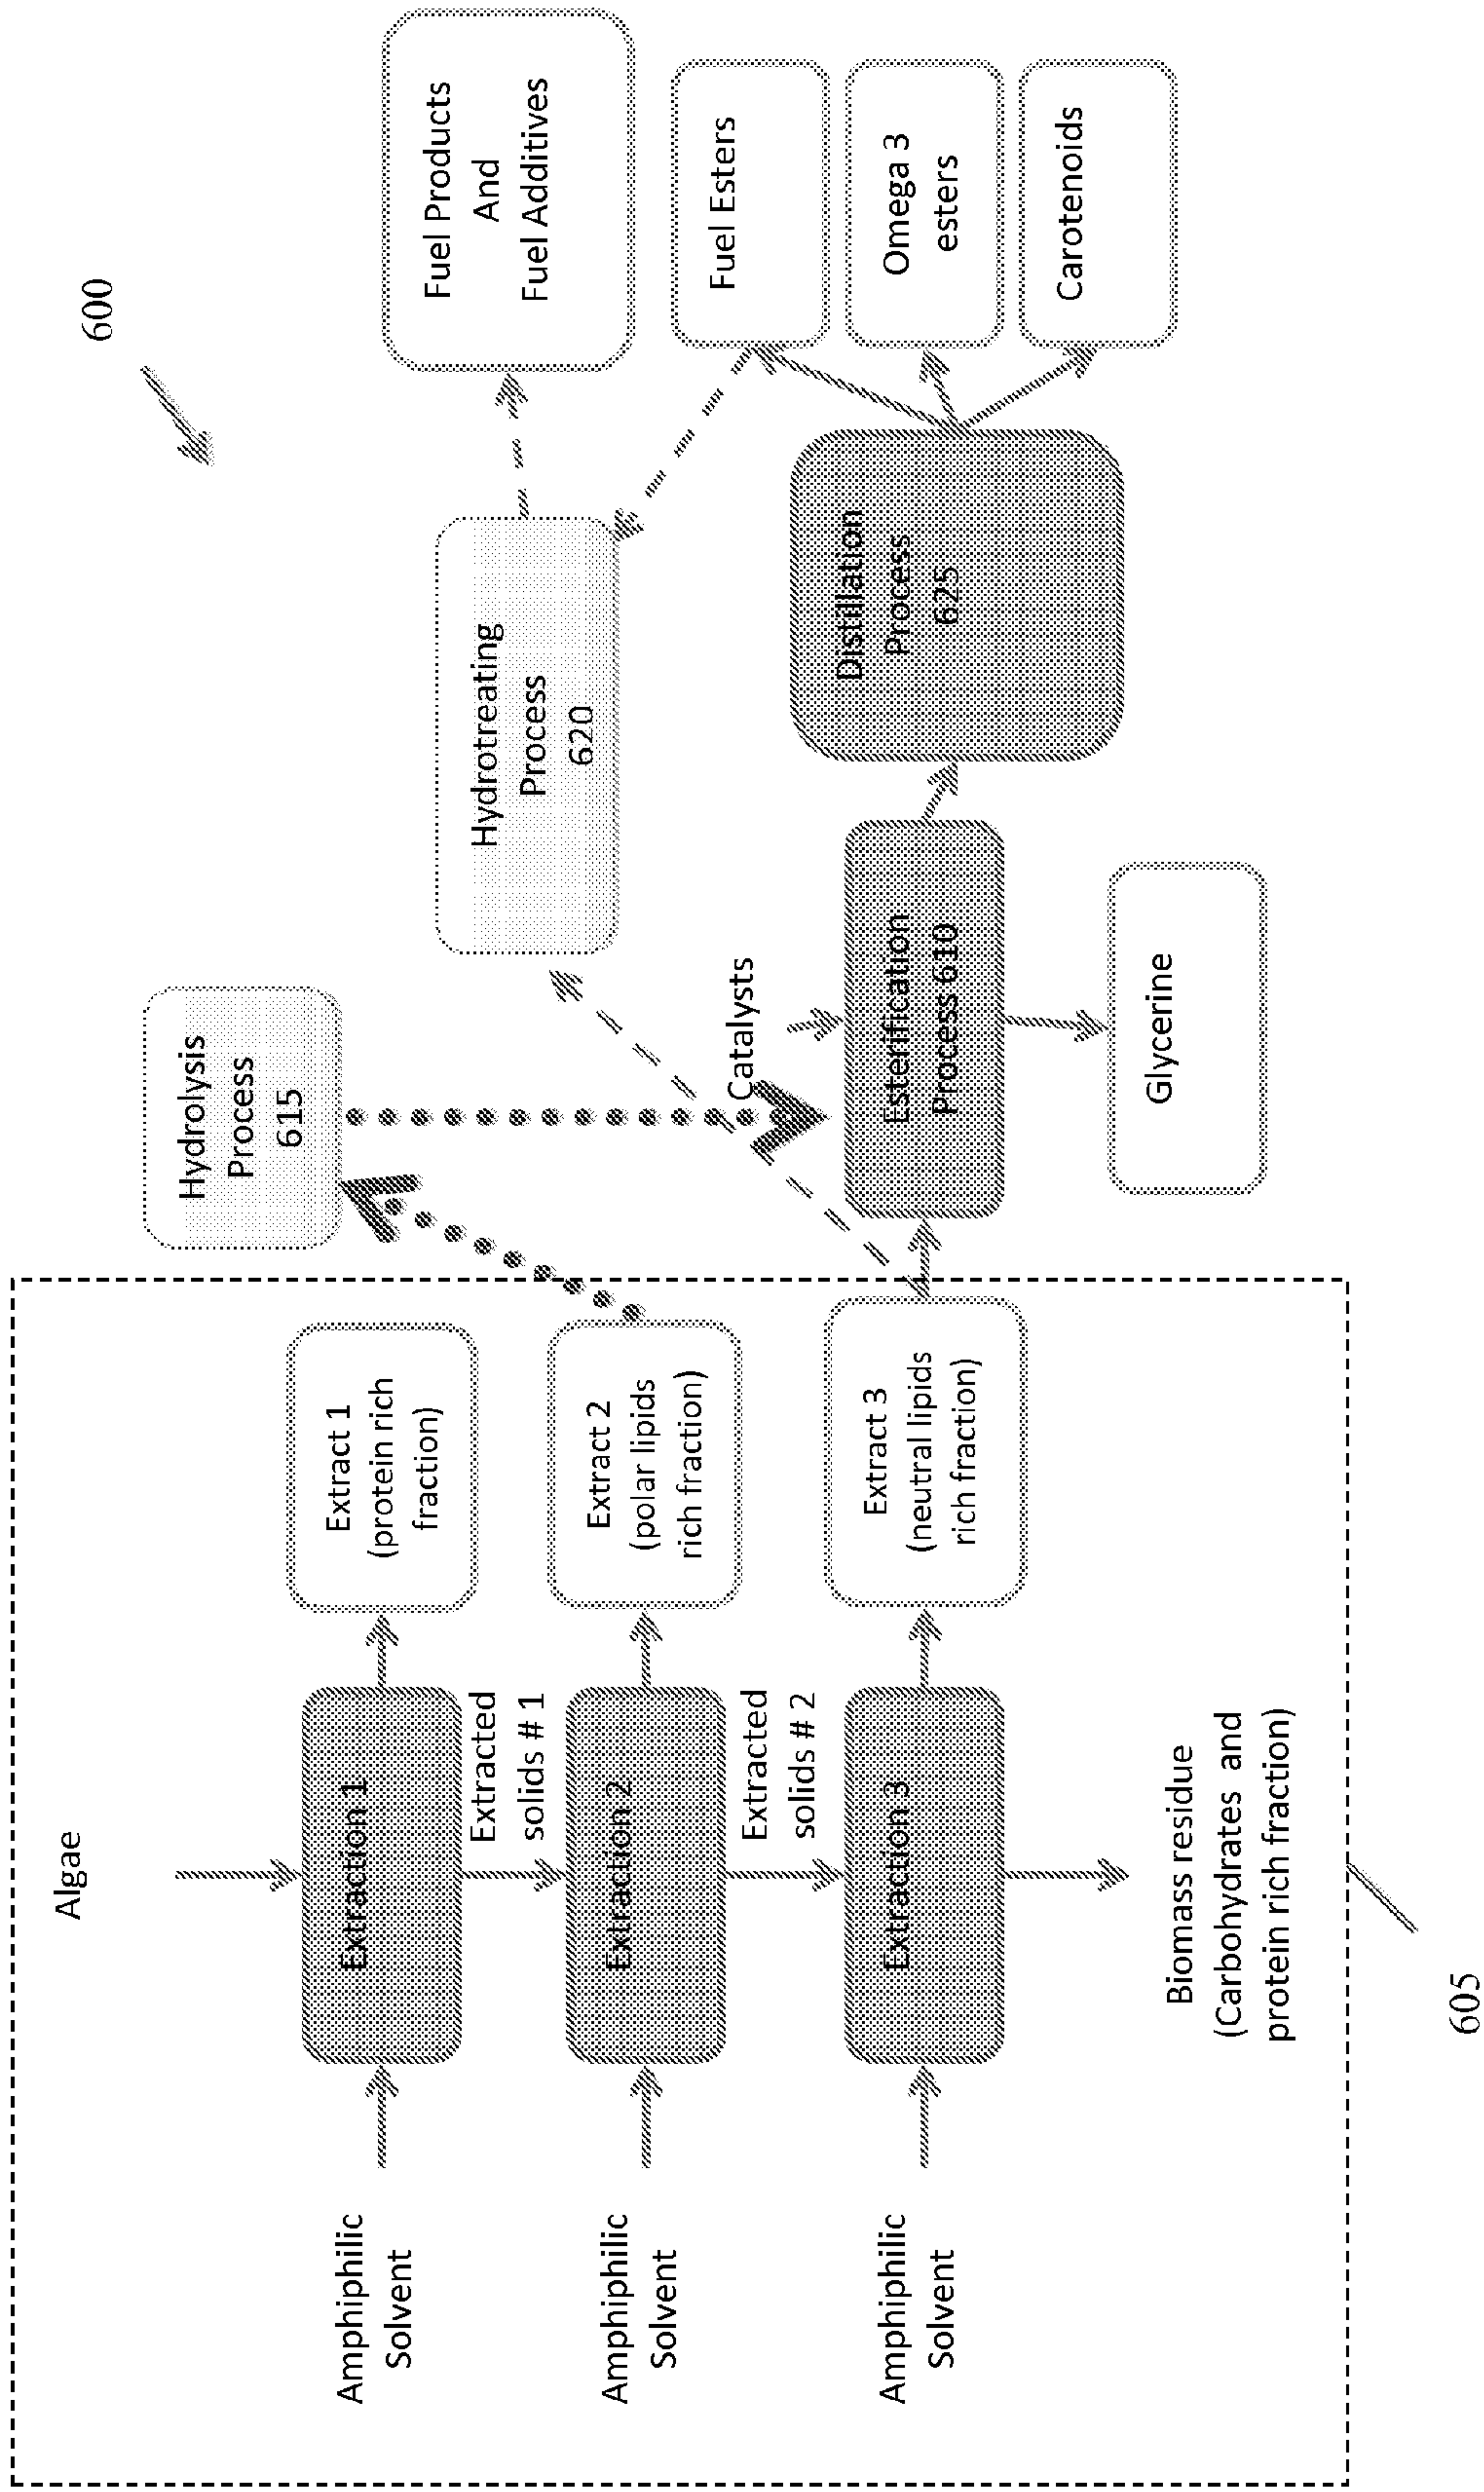 600
Algae
Amphiphilic
Solvent
Extraction 1
Extract 1
(protein rich
fraction)
Extracted
solids # 1
Amphiphilic
Solvent
Extraction 2
Extract 2
(polar lipids
rich fraction)
Extracted
solids # 2
Amphiphilic
Solvent
Extraction 3
Extract 3
(neutral lipids
rich fraction)
Biomass residue
(Carbohydrates and
protein rich fraction)
605
Hydrolysis
Process
615
Catalysts
Esterification
Process 610
Glycerine
Hydrotreating
Process
620
Distillation
Process
625
Fuel Products
And
Fuel Additives
Fuel Esters
Omega 3
esters
Carotenoids